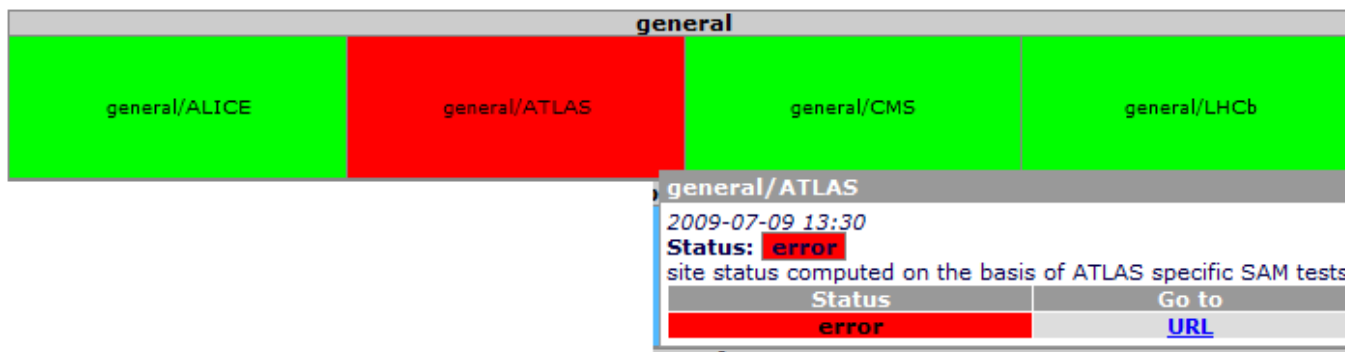 general
general/ALICE general/ATLAS general/CMS general/LHCb
general/ATLAS
2009-07-09 13:30
Status: error
site status computed on the basis of ATLAS specific SAM tests
Status Go to
error URL